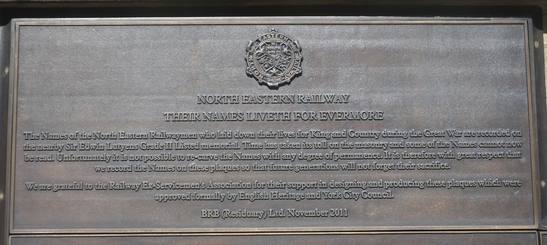 NORTH EASTERN RAILWAY
THEIR NAMES LIVETH FOR EVERMORE
The Names of the North Eastern Railwaymen who laid down their lives for King and Country during the Great War are recorded on
the nearby Sir Edwin Lutyens Grade II Listed memorial. Time has taken its toll on the masonry and some of the Names cannot now
be read. Unfortunately it is not possible to re-carve the Names with any degree of permanence. It is therefore with great respect that
we record the Names on these plaques so that future generations will not forget their sacrifice.
We are grateful to the Railway Ex-Servicemen's Association for their support in designing and producing these plaques which were
approved formally by English Heritage and York City Council.
BRB (Residuary) Ltd. November 2011